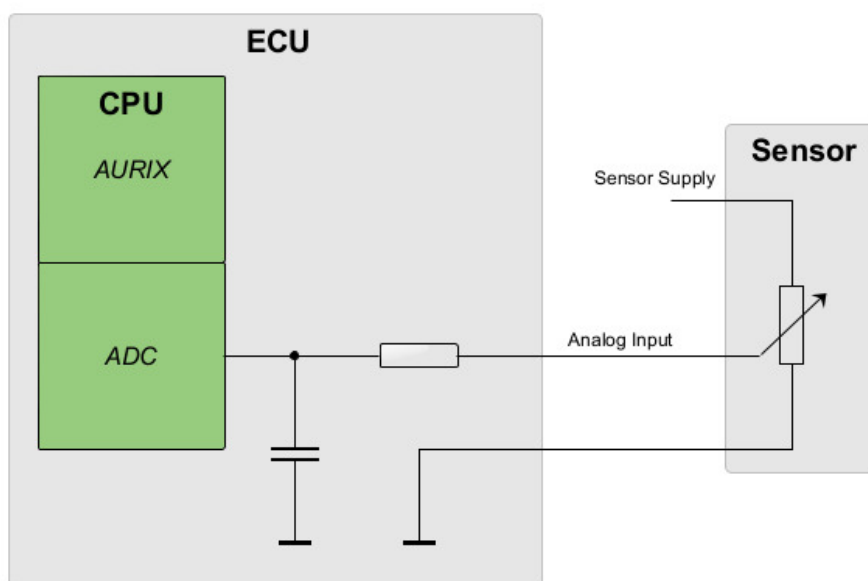 ECU
CPU
AURIX
Sensor
Sensor Supply
ADC
Analog Input